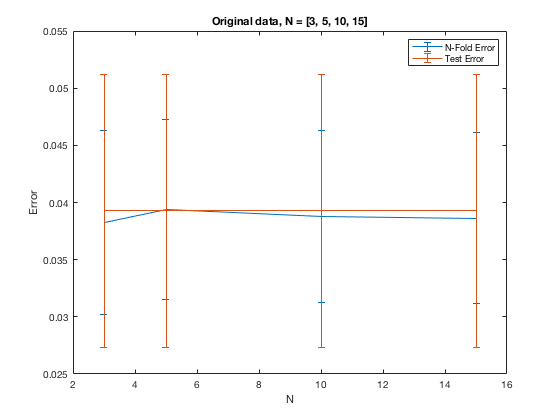 Original data, N = [3, 5, 10, 15]
N-Fold Error
Test Error
0.055
0.05
0.045
0.04
0.035
0.03
0.025
Error
2 4 6 8 10 12 14 16
N